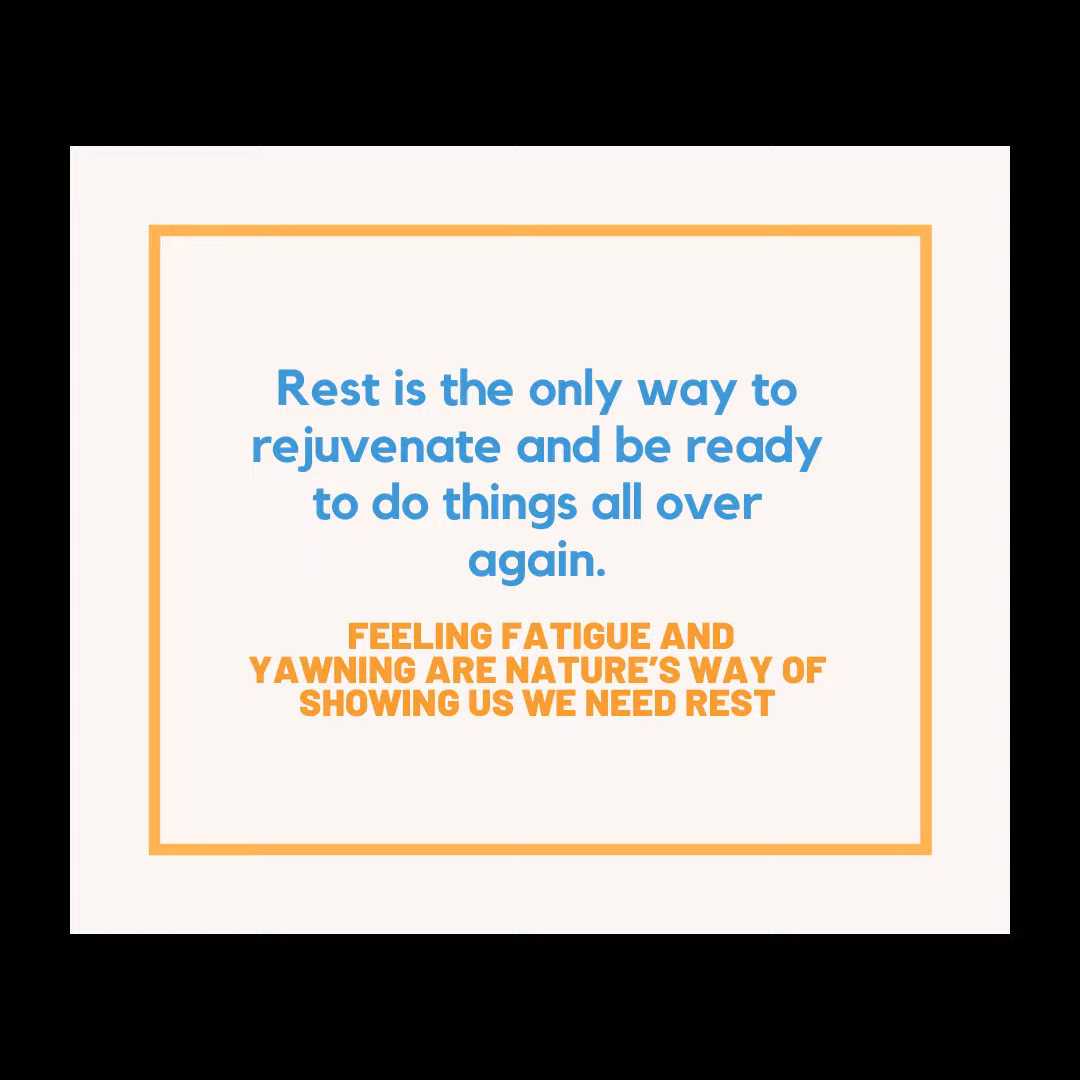 Rest is the only way to
rejuvenate and be ready
to do things all over
again.
FEELING FATIGUE AND
YAWNING ARE NATURE’S WAY OF
SHOWING US WE NEED REST